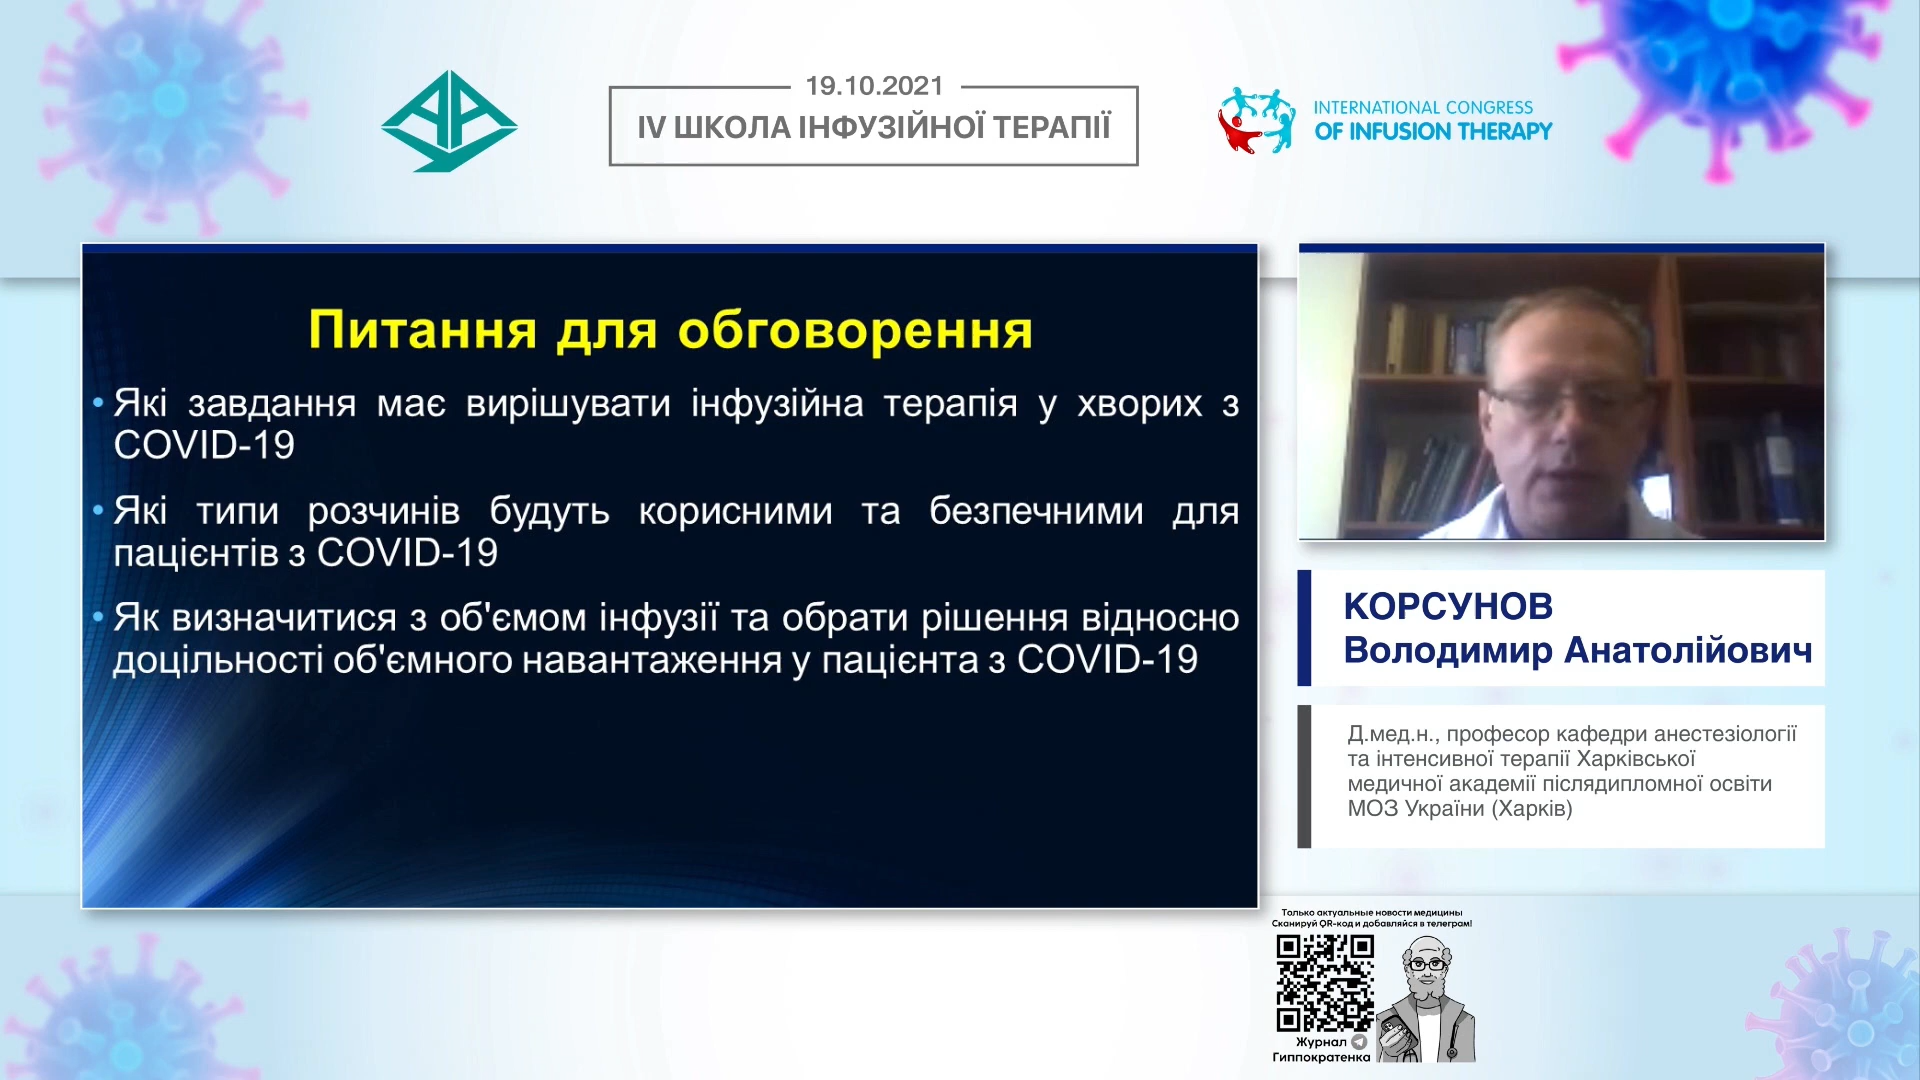 19.10.2021
IV ШКОЛА ІНФУЗІЙНОЇ ТЕРАПІЇ
INTERNATIONAL CONGRESS
OF INFUSION THERAPY
Питання для обговорення
• Які завдання має вирішувати інфузійна терапія у хворих з
COVID-19
• Які типи розчинів будуть корисними та безпечними для
пацієнтів з COVID-19
• Як визначитися з об'ємом інфузії та обрати рішення відносно
доцільності об'ємного навантаження у пацієнта з COVID-19
КОРСУНОВ
Володимир Анатолійович
Д.мед.н., професор кафедри анестезіології
та інтенсивної терапії Харківської
медичної академії післядипломної освіти
МОЗ України (Харків)
Только актуальные новости медицины
Сканируй QR-код и добавляйся в телеграм!
Журнал
Гиппократенка